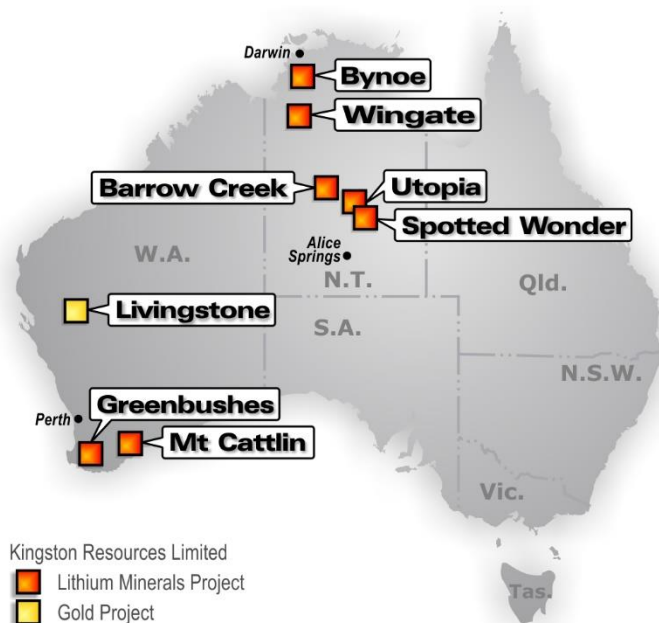 Darwin
Bynoe
Wingate
Barrow Creek
Utopia
Spotted Wonder
Alice
Springs
W.A.
N.T.
Qld.
Livingstone
S.A.
N.S.W.
Greenbushes
Perth
Mt Cattlin
Vic.
Kingston Resources Limited
Lithium Minerals Project
Tas.
Gold Project